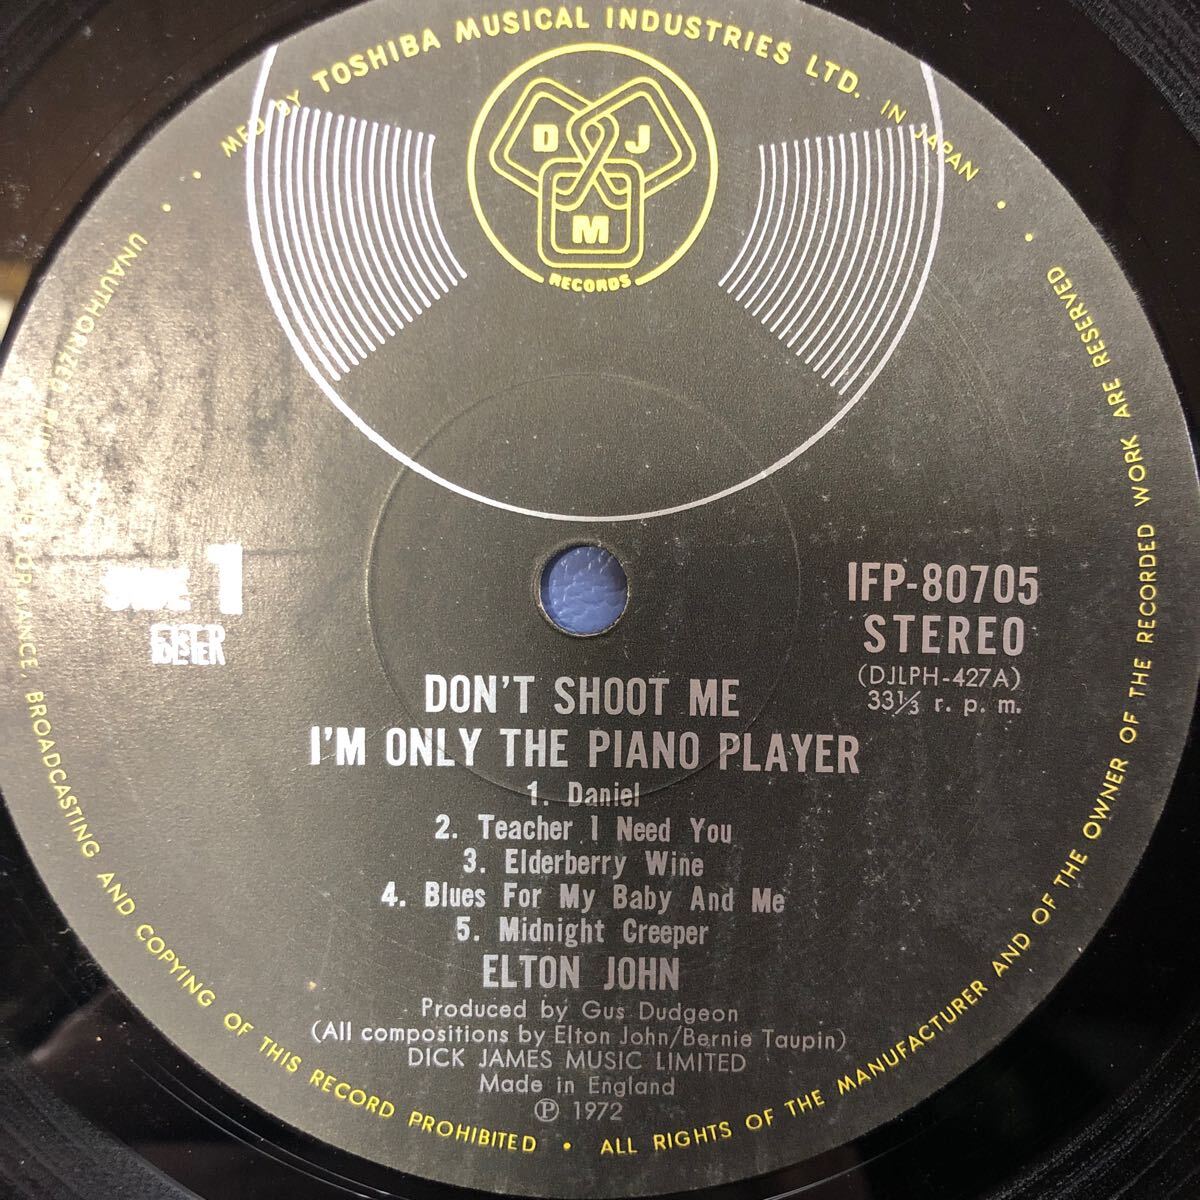 MFD BY TOSHIBA MUSICAL INDUSTRIES LTD. IN JAPAN
D J
M
RECORDS
SIDE 1
IFP-80705
STEREO
(DJLPH-427A)
33⅓ r. p. m.
DON'T SHOOT ME
I'M ONLY THE PIANO PLAYER
1. Daniel
2. Teacher I Need You
3. Elderberry Wine
4. Blues For My Baby And Me
5. Midnight Creeper
ELTON JOHN
Produced by Gus Dudgeon
(All compositions by Elton John/Bernie Taupin)
DICK JAMES MUSIC LIMITED
Made in England
℗ 1972
UNAUTHORIZED PUBLIC PERFORMANCE, BROADCASTING AND COPYING OF THIS RECORD PROHIBITED • ALL RIGHTS OF THE MANUFACTURER AND OF THE OWNER OF THE RECORDED WORK ARE RESERVED